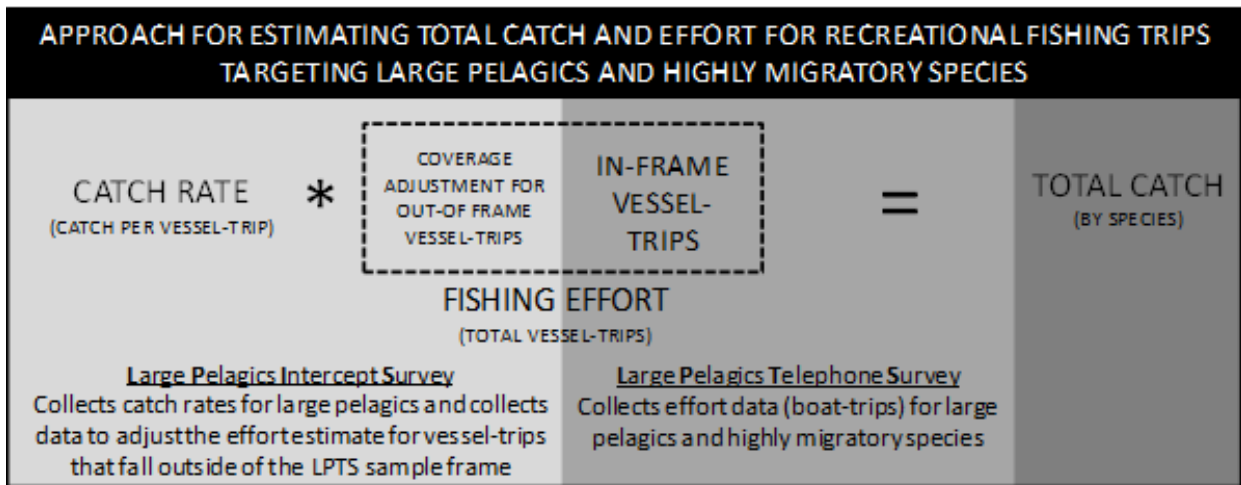 APPROACH FOR ESTIMATING TOTAL CATCH AND EFFORT FOR RECREATIONAL FISHING TRIPS
TARGETING LARGE PELAGICS AND HIGHLY MIGRATORY SPECIES
CATCH RATE
(CATCH PER VESSEL-TRIP)
*
COVERAGE
ADJUSTMENT FOR
OUT-OF FRAME
VESSEL-TRIPS
IN-FRAME
VESSEL-
TRIPS
=
TOTAL CATCH
(BY SPECIES)
FISHING EFFORT
(TOTAL VESSEL-TRIPS)
Large Pelagics Intercept Survey
Collects catch rates for large pelagics and collects
data to adjust the effort estimate for vessel-trips
that fall outside of the LPTS sample frame
Large Pelagics Telephone Survey
Collects effort data (boat-trips) for large
pelagics and highly migratory species